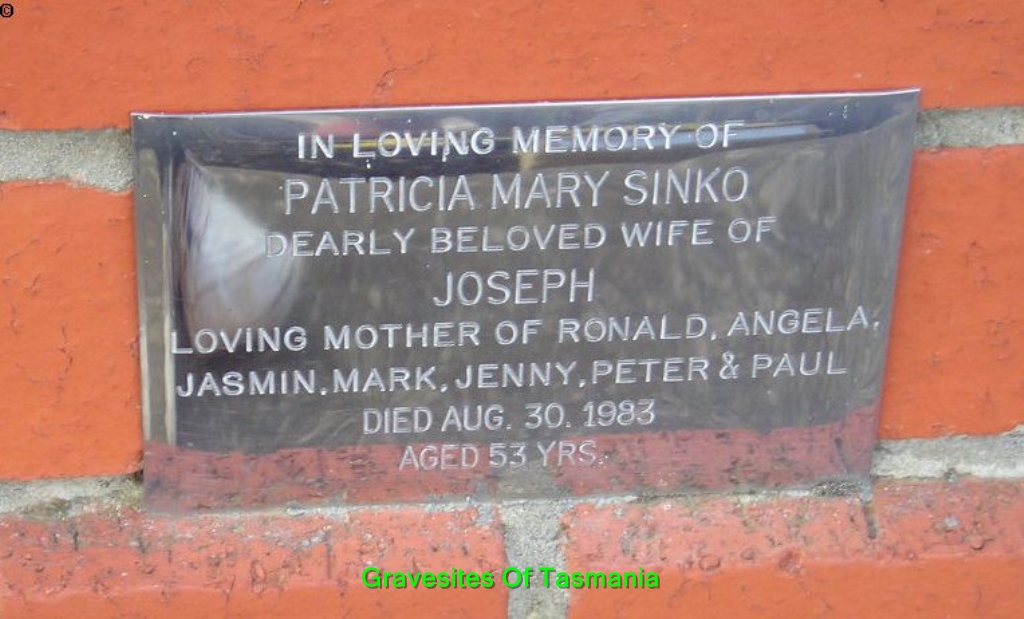 ©
IN LOVING MEMORY OF
PATRICIA MARY SINKO
DEARLY BELOVED WIFE OF
JOSEPH
LOVING MOTHER OF RONALD, ANGELA,
JASMIN, MARK, JENNY, PETER & PAUL
DIED AUG. 30. 1983
AGED 53 YRS.
Gravesites Of Tasmania